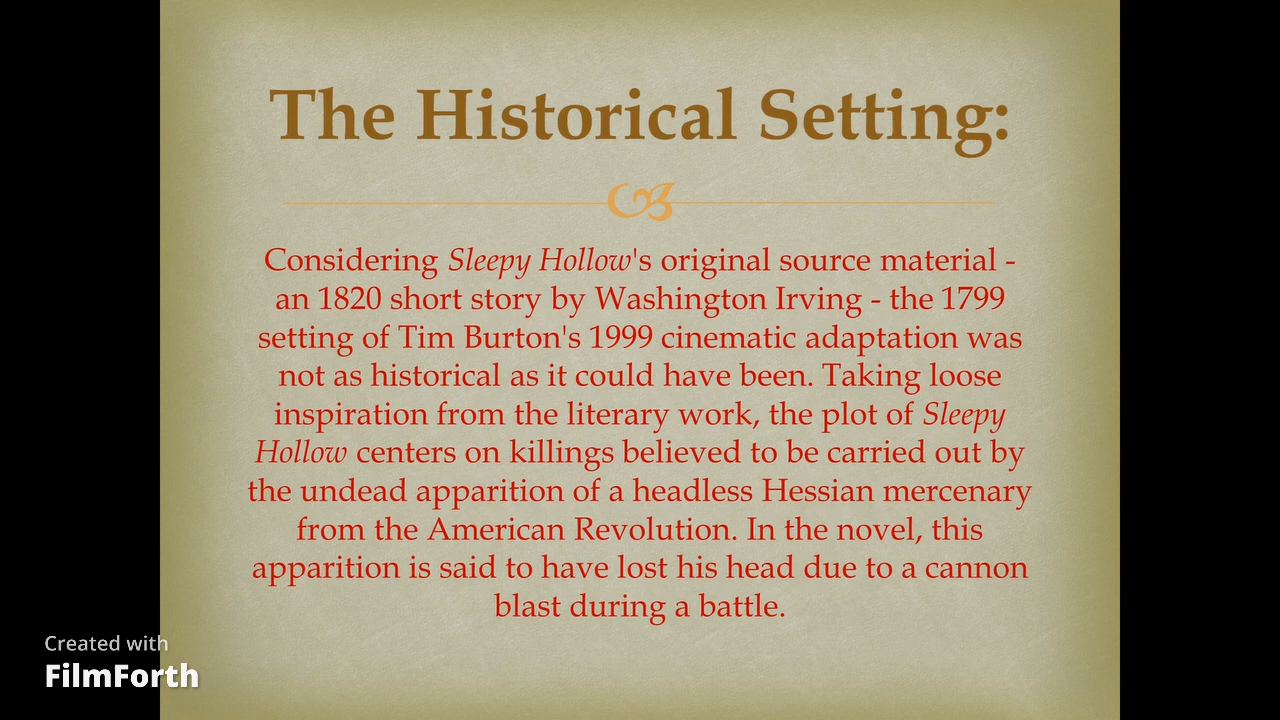 The Historical Setting:
Considering Sleepy Hollow's original source material -
an 1820 short story by Washington Irving - the 1799
setting of Tim Burton's 1999 cinematic adaptation was
not as historical as it could have been. Taking loose
inspiration from the literary work, the plot of Sleepy
Hollow centers on killings believed to be carried out by
the undead apparition of a headless Hessian mercenary
from the American Revolution. In the novel, this
apparition is said to have lost his head due to a cannon
blast during a battle.
Created with
FilmForth